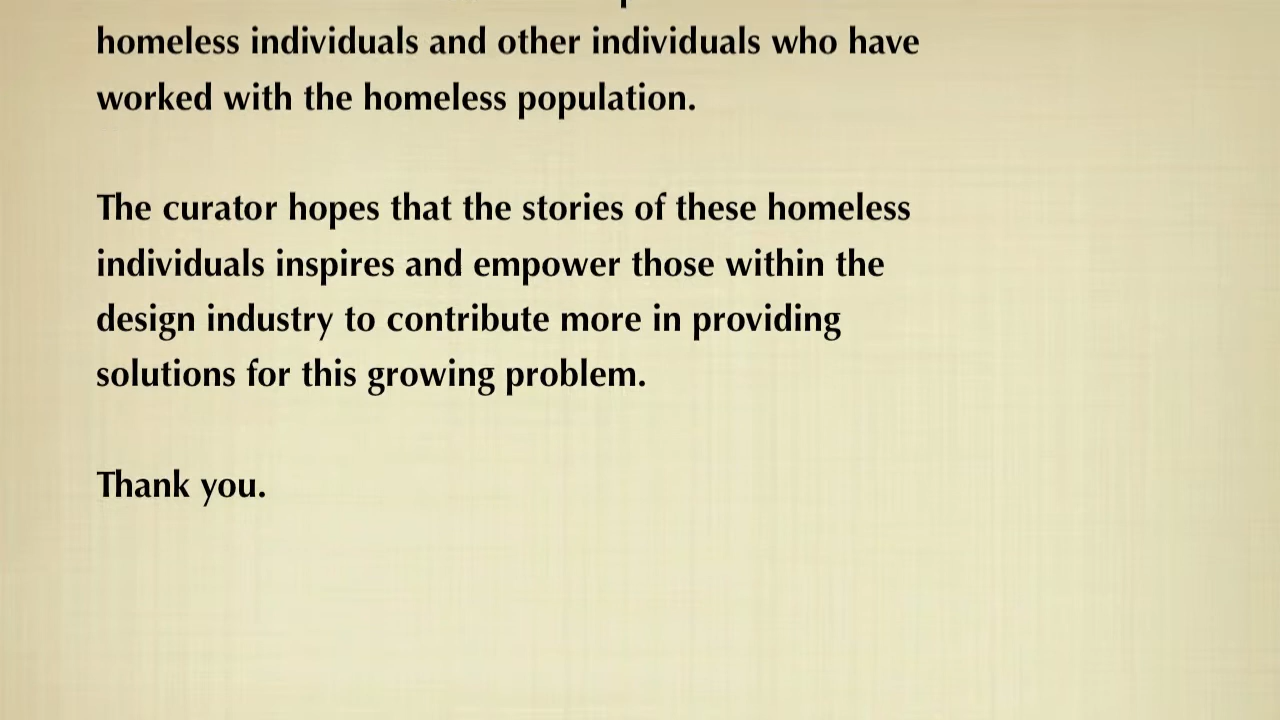 homeless individuals and other individuals who have
worked with the homeless population.
The curator hopes that the stories of these homeless
individuals inspires and empower those within the
design industry to contribute more in providing
solutions for this growing problem.
Thank you.